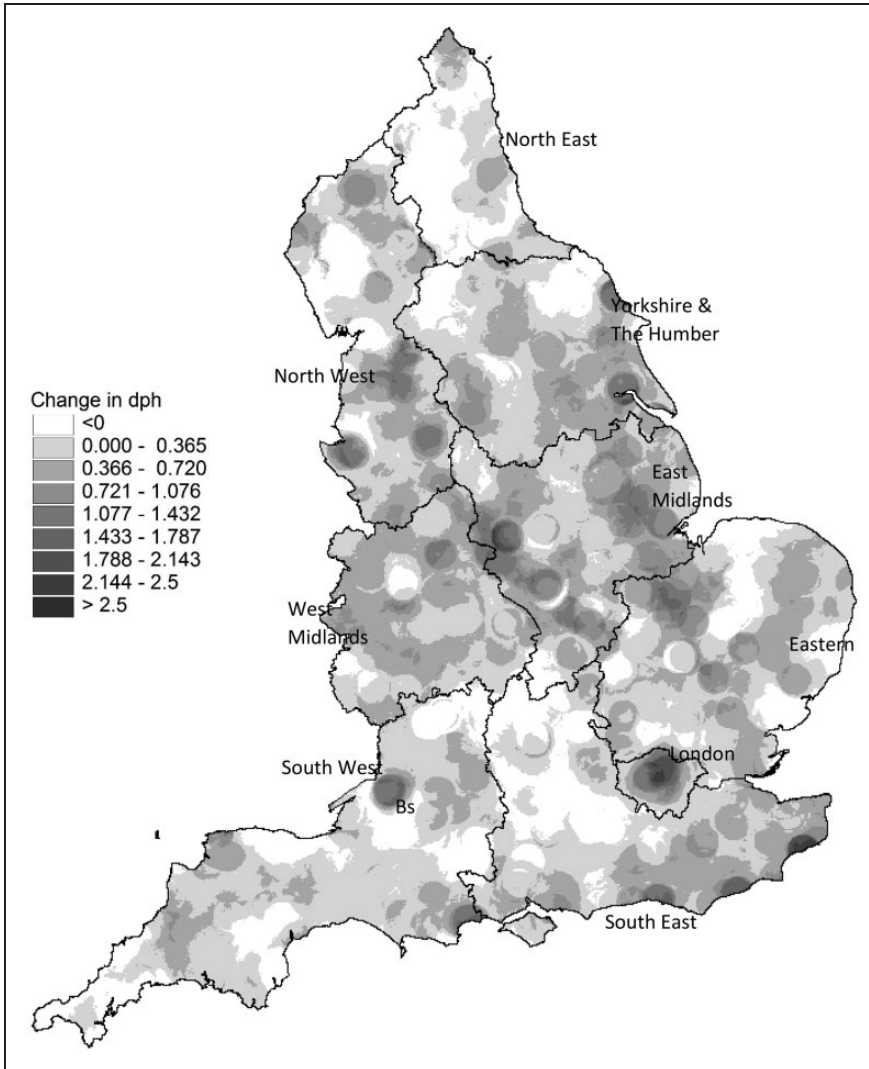 North East
Yorkshire &
The Humber
North West
Change in dph
<0
0.000 - 0.365
0.366 - 0.720
0.721 - 1.076
1.077 - 1.432
1.433 - 1.787
1.788 - 2.143
2.144 - 2.5
> 2.5
East
Midlands
West
Midlands
Eastern
London
South West
Bs
South East